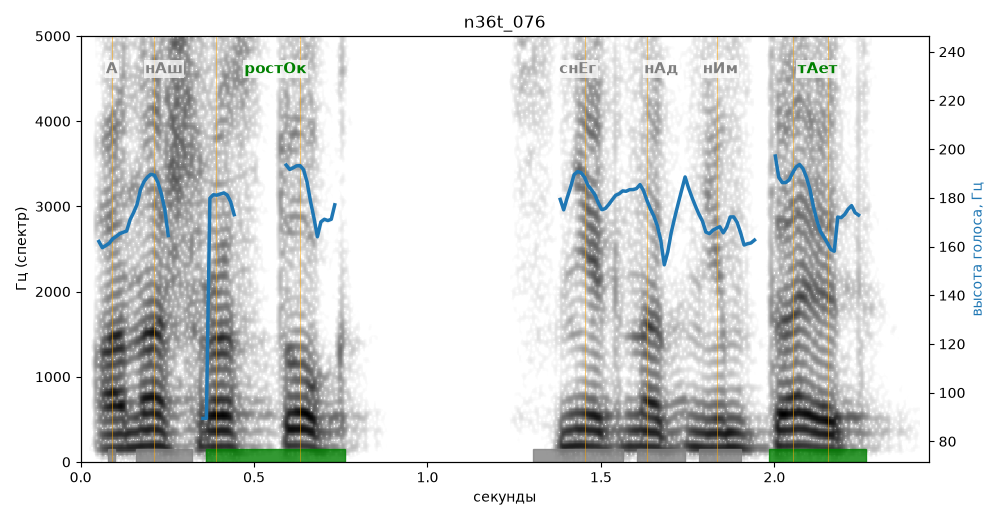 n36t_076
А нАш ростОк снЕг нАд нИм тАет
Гц (спектр)
5000
4000
3000
2000
1000
0
240
220
200
180
160
140
120
100
80
высота голоса, Гц
0.0 0.5 1.0 1.5 2.0
секунды